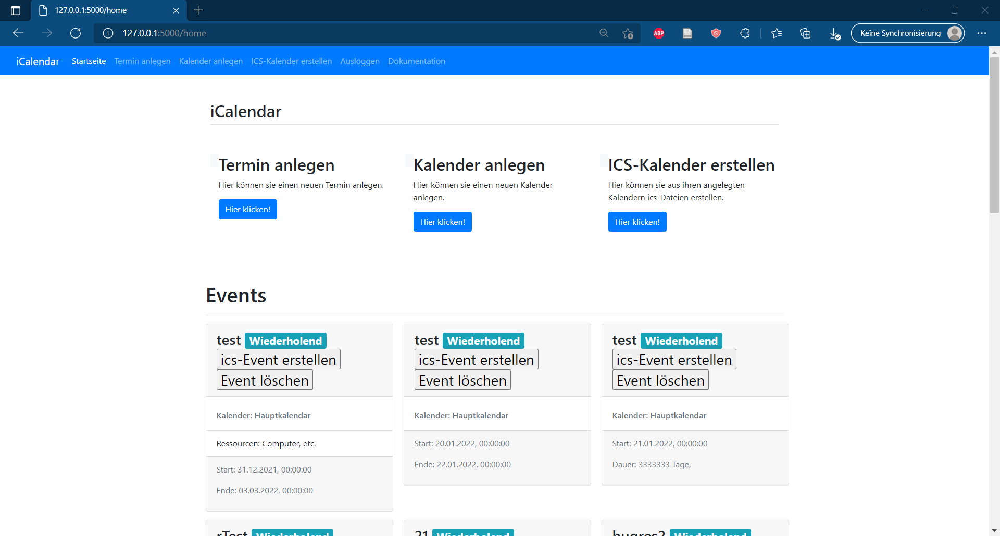 127.0.0.1:5000/home
127.0.0.1:5000/home
ABP
Keine Synchronisierung
iCalendar Startseite Termin anlegen Kalender anlegen ICS-Kalender erstellen Ausloggen Dokumentation
iCalendar
Termin anlegen
Hier können sie einen neuen Termin anlegen.
Hier klicken!
Kalender anlegen
Hier können sie einen neuen Kalender
anlegen.
Hier klicken!
ICS-Kalender erstellen
Hier können sie aus ihren angelegten
Kalendern ics-Dateien erstellen.
Hier klicken!
Events
test Wiederholend
ics-Event erstellen
Event löschen
Kalender: Hauptkalendar
Ressourcen: Computer, etc.
Start: 31.12.2021, 00:00:00
Ende: 03.03.2022, 00:00:00
test Wiederholend
ics-Event erstellen
Event löschen
Kalender: Hauptkalendar
Start: 20.01.2022, 00:00:00
Ende: 22.01.2022, 00:00:00
test Wiederholend
ics-Event erstellen
Event löschen
Kalender: Hauptkalendar
Start: 21.01.2022, 00:00:00
Dauer: 3333333 Tage,
rTest Wiederholend
21 Wiederholend
Wiederholend